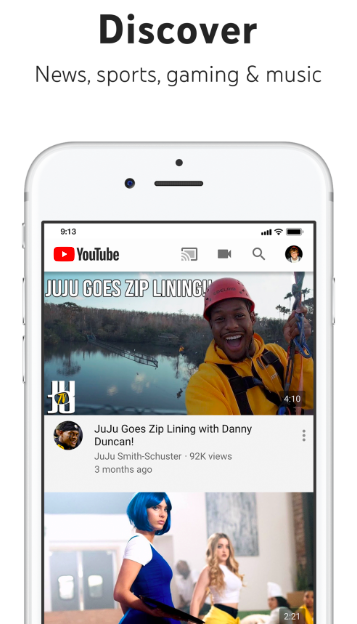 Discover
News, sports, gaming & music
9:13
YouTube
JUJU GOES ZIP LINING!!
4:10
JuJu Goes Zip Lining with Danny
Duncan!
JuJu Smith-Schuster · 92K views
3 months ago
2:21